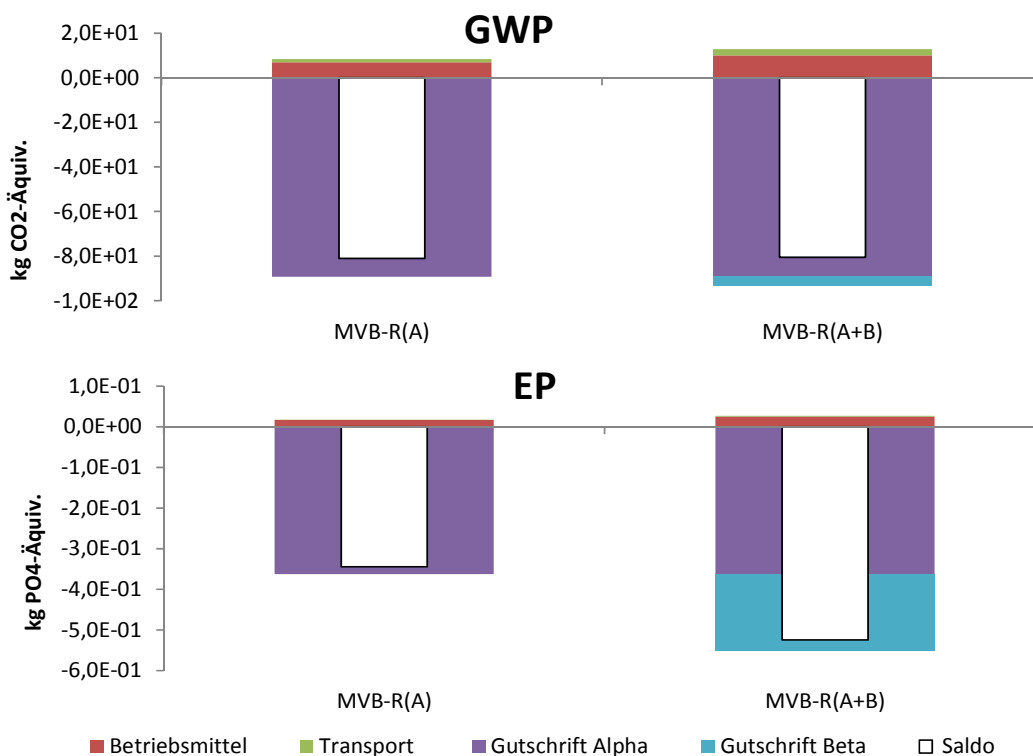 GWP
kg CO2-Äquiv.
2,0E+01
0,0E+00
-2,0E+01
-4,0E+01
-6,0E+01
-8,0E+01
-1,0E+02
MVB-R(A) MVB-R(A+B)
EP
kg PO4-Äquiv.
1,0E-01
0,0E+00
-1,0E-01
-2,0E-01
-3,0E-01
-4,0E-01
-5,0E-01
-6,0E-01
MVB-R(A) MVB-R(A+B)
Betriebsmittel Transport Gutschrift Alpha Gutschrift Beta Saldo